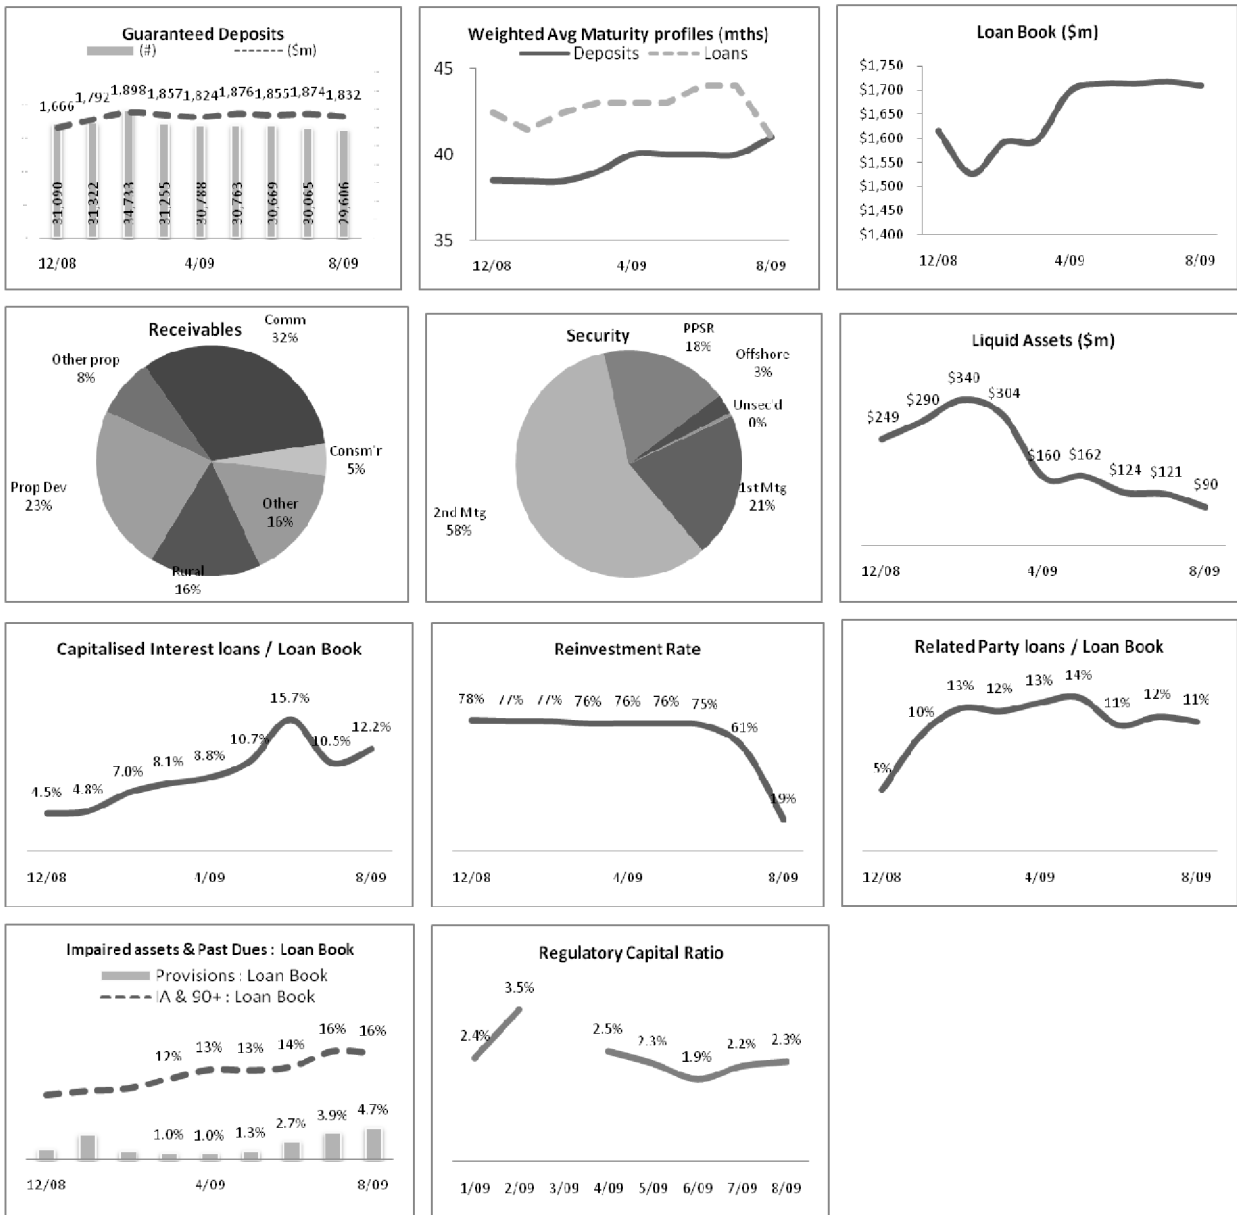 Guaranteed Deposits
(#) ($m)
1,666 1,792 1,898 1,857 1,824 1,876 1,855 1,874 1,832
31,090 31,322 34,733 31,255 30,788 30,763 30,669 30,065 29,606
12/08 4/09 8/09
Weighted Avg Maturity profiles (mths)
Deposits Loans
45
40
35
12/08 4/09 8/09
Loan Book ($m)
$1,750
$1,700
$1,650
$1,600
$1,550
$1,500
$1,450
$1,400
12/08 4/09 8/09
Receivables
Comm
32%
Other prop
8%
Consm'r
5%
Prop Dev
23%
Other
16%
Rural
16%
Security
PPSR
18%
Offshore
3%
Unsec'd
0%
1st Mtg
21%
2nd Mtg
58%
Liquid Assets ($m)
$249 $290 $340 $304 $160 $162 $124 $121 $90
12/08 4/09 8/09
Capitalised Interest loans / Loan Book
4.5% 4.8% 7.0% 8.1% 8.8% 10.7% 15.7% 10.5% 12.2%
12/08 4/09 8/09
Reinvestment Rate
78% 77% 77% 76% 76% 76% 75% 61% 19%
12/08 4/09 8/09
Related Party loans / Loan Book
5% 10% 13% 12% 13% 14% 11% 12% 11%
12/08 4/09 8/09
Impaired assets & Past Dues : Loan Book
Provisions : Loan Book
IA & 90+ : Loan Book
12% 13% 13% 14% 16% 16%
1.0% 1.0% 1.3% 2.7% 3.9% 4.7%
12/08 4/09 8/09
Regulatory Capital Ratio
2.4% 3.5% 2.5% 2.3% 1.9% 2.2% 2.3%
1/09 2/09 3/09 4/09 5/09 6/09 7/09 8/09